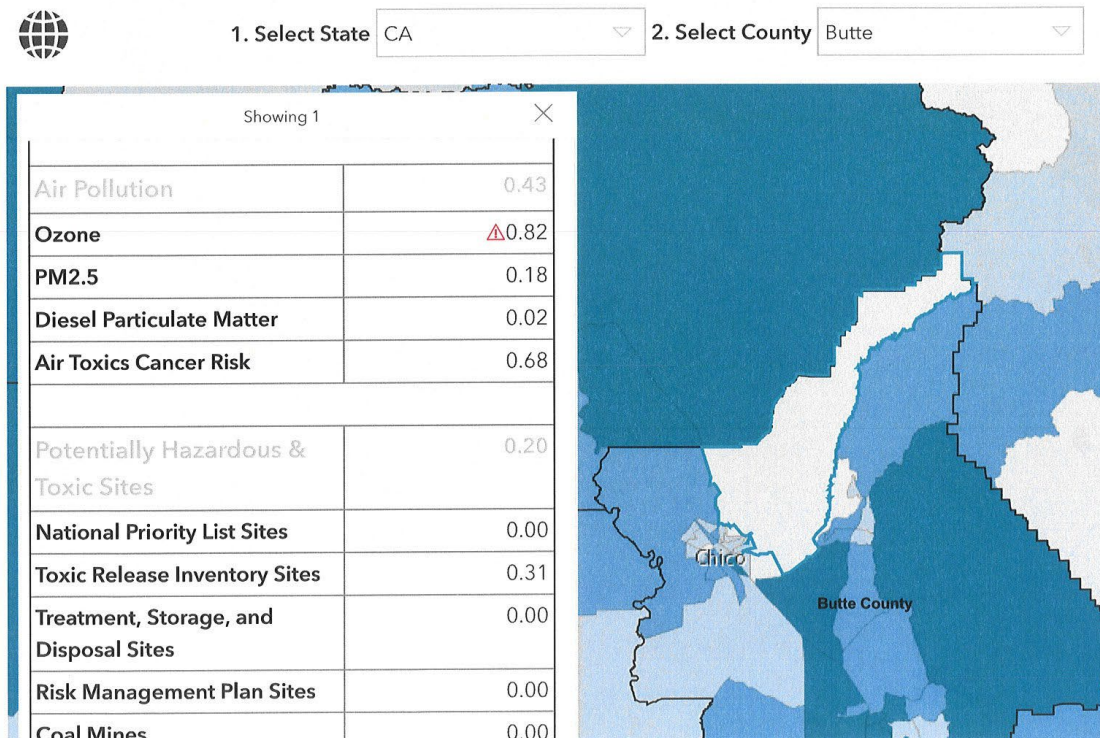 1. Select State CA 2. Select County Butte
Showing 1
Air Pollution 0.43
Ozone 0.82
PM2.5 0.18
Diesel Particulate Matter 0.02
Air Toxics Cancer Risk 0.68
Potentially Hazardous & 0.20
Toxic Sites
National Priority List Sites 0.00
Toxic Release Inventory Sites 0.31
Treatment, Storage, and 0.00
Disposal Sites
Risk Management Plan Sites 0.00
Coal Mines 0.00
Chico
Butte County